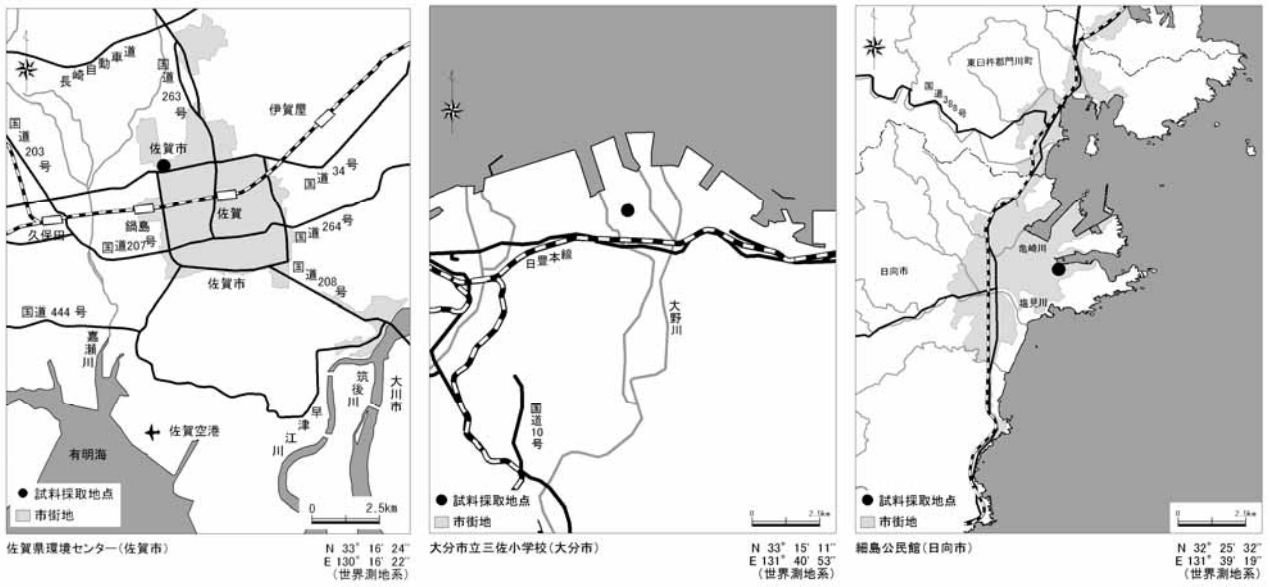 長崎自動車道
国道263号
伊賀屋
国道203号
佐賀市
国道34号
久保田
鍋島
佐賀
国道207号
国道264号
佐賀市
国道208号
国道444号
嘉瀬川
筑後川
大川市
早津江川
佐賀空港
有明海
試料採取地点
市街地
0 2.5km
佐賀県環境センター(佐賀市)
N 33° 16′ 24″
E 130° 16′ 22″
(世界測地系)
日豊本線
大野川
国道10号
試料採取地点
市街地
0 2.5km
大分市立三佐小学校(大分市)
N 33° 15′ 11″
E 131° 40′ 53″
(世界測地系)
東臼杵郡門川町
国道388号
亀崎川
日向市
塩見川
試料採取地点
市街地
0 2.5km
細島公民館(日向市)
N 32° 25′ 32″
E 131° 39′ 19″
(世界測地系)